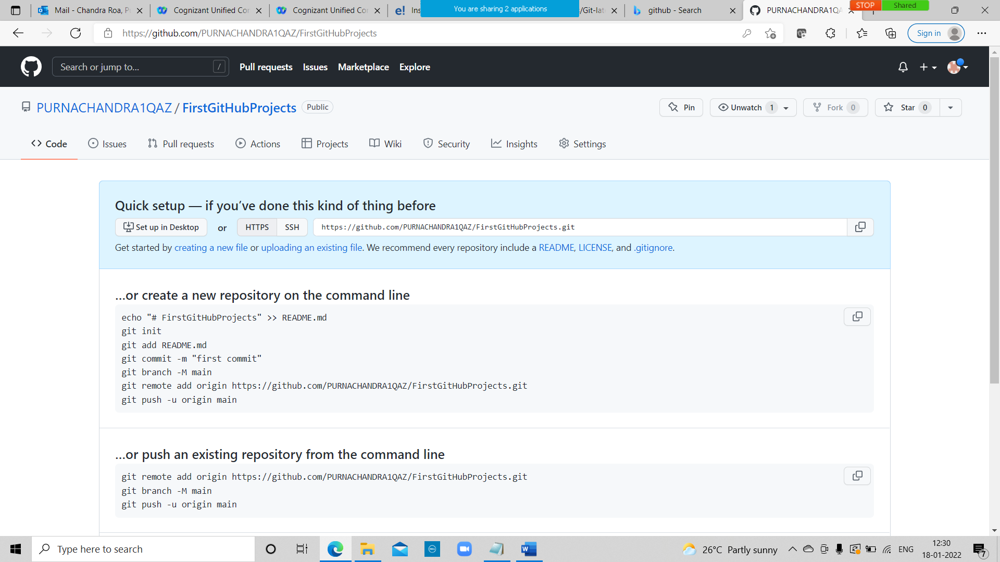 Mail - Chandra Roa, P
Cognizant Unified Cor
Cognizant Unified Co
e! Ins
You are sharing 2 applications
/Git-lat
github - Search
PURNACHANDRA1QA
STOP
Shared
https://github.com/PURNACHANDRA1QAZ/FirstGitHubProjects
Sign in
Search or jump to...
/
Pull requests
Issues
Marketplace
Explore
PURNACHANDRA1QAZ / FirstGitHubProjects
Public
Pin
Unwatch 1
Fork 0
Star 0
Code
Issues
Pull requests
Actions
Projects
Wiki
Security
Insights
Settings
Quick setup — if you’ve done this kind of thing before
Set up in Desktop
or
HTTPS
SSH
https://github.com/PURNACHANDRA1QAZ/FirstGitHubProjects.git
Get started by creating a new file or uploading an existing file. We recommend every repository include a README, LICENSE, and .gitignore.
…or create a new repository on the command line
echo "# FirstGitHubProjects" >> README.md
git init
git add README.md
git commit -m "first commit"
git branch -M main
git remote add origin https://github.com/PURNACHANDRA1QAZ/FirstGitHubProjects.git
git push -u origin main
…or push an existing repository from the command line
git remote add origin https://github.com/PURNACHANDRA1QAZ/FirstGitHubProjects.git
git branch -M main
git push -u origin main
Type here to search
DELL
W
26°C Partly sunny
ENG
12:30
18-01-2022
7